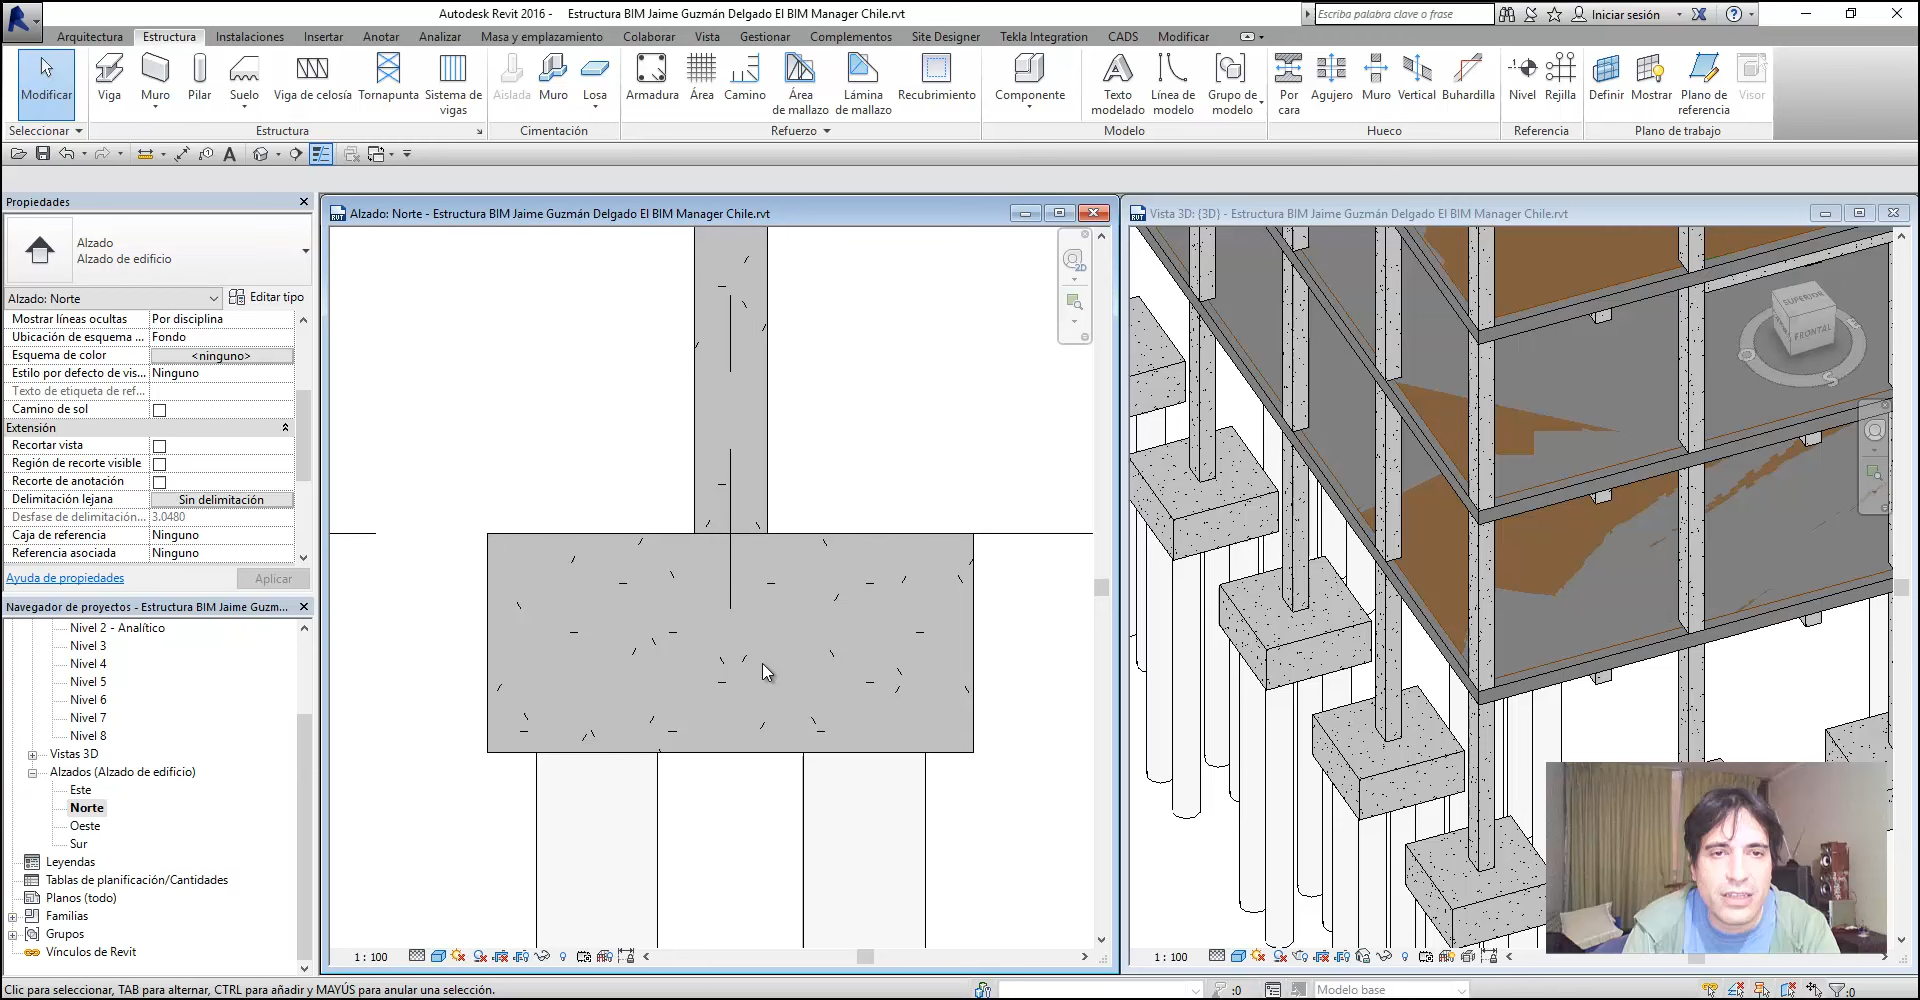 Autodesk Revit 2016 - Estructura BIM Jaime Guzmán Delgado El BIM Manager Chile.rvt
Escriba palabra clave o frase
Iniciar sesión
Arquitectura Estructura Instalaciones Insertar Anotar Analizar Masa y emplazamiento Colaborar Vista Gestionar Complementos Site Designer Tekla Integration CADS Modificar
Modificar
Viga Muro Pilar Suelo Viga de celosía Tornapunta Sistema de vigas
Aislada Muro Losa
Armadura Área Camino Área de mallazo Lámina de mallazo Recubrimiento
Componente Texto modelado Línea de modelo Grupo de modelo
Por cara Agujero Muro Vertical Buhardilla
Nivel Rejilla
Definir Mostrar Plano de referencia Visor
Seleccionar Estructura Cimentación Refuerzo Modelo Hueco Referencia Plano de trabajo
Propiedades
Alzado
Alzado de edificio
Alzado: Norte Editar tipo
Mostrar líneas ocultas Por disciplina
Ubicación de esquema ... Fondo
Esquema de color <ninguno>
Estilo por defecto de vis... Ninguno
Texto de etiqueta de ref...
Camino de sol
Extensión
Recortar vista
Región de recorte visible
Recorte de anotación
Delimitación lejana Sin delimitación
Desfase de delimitación... 3.0480
Caja de referencia Ninguno
Referencia asociada Ninguno
Ayuda de propiedades Aplicar
Navegador de proyectos - Estructura BIM Jaime Guzm...
Nivel 2 - Analítico
Nivel 3
Nivel 4
Nivel 5
Nivel 6
Nivel 7
Nivel 8
Vistas 3D
Alzados (Alzado de edificio)
Este
Norte
Oeste
Sur
Leyendas
Tablas de planificación/Cantidades
Planos (todo)
Familias
Grupos
Vínculos de Revit
Alzado: Norte - Estructura BIM Jaime Guzmán Delgado El BIM Manager Chile.rvt
2D
1 : 100
Vista 3D: {3D} - Estructura BIM Jaime Guzmán Delgado El BIM Manager Chile.rvt
SUPERIOR
FRONTAL
S
1 : 100
Clic para seleccionar, TAB para alternar, CTRL para añadir y MAYÚS para anular una selección.
:0
Modelo base
:0